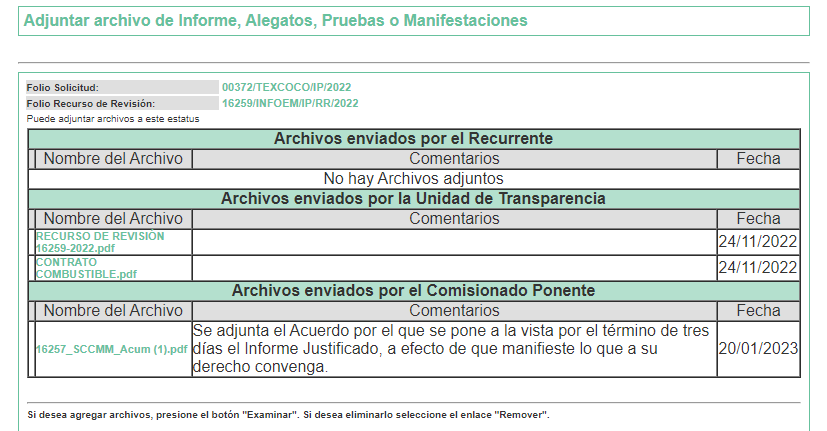 Adjuntar archivo de Informe, Alegatos, Pruebas o Manifestaciones
Folio Solicitud: 00372/TEXCOCO/IP/2022
Folio Recurso de Revisión: 16259/INFOEM/IP/RR/2022
Puede adjuntar archivos a este estatus
Archivos enviados por el Recurrente
Nombre del Archivo Comentarios Fecha
No hay Archivos adjuntos
Archivos enviados por la Unidad de Transparencia
Nombre del Archivo Comentarios Fecha
RECURSO DE REVISIÓN
16259-2022.pdf 24/11/2022
CONTRATO
COMBUSTIBLE.pdf 24/11/2022
Archivos enviados por el Comisionado Ponente
Nombre del Archivo Comentarios Fecha
Se adjunta el Acuerdo por el que se pone a la vista por el término de tres
16257_SCCMM_Acum (1).pdf días el Informe Justificado, a efecto de que manifieste lo que a su 20/01/2023
derecho convenga.
Si desea agregar archivos, presione el botón "Examinar". Si desea eliminarlo seleccione el enlace "Remover".